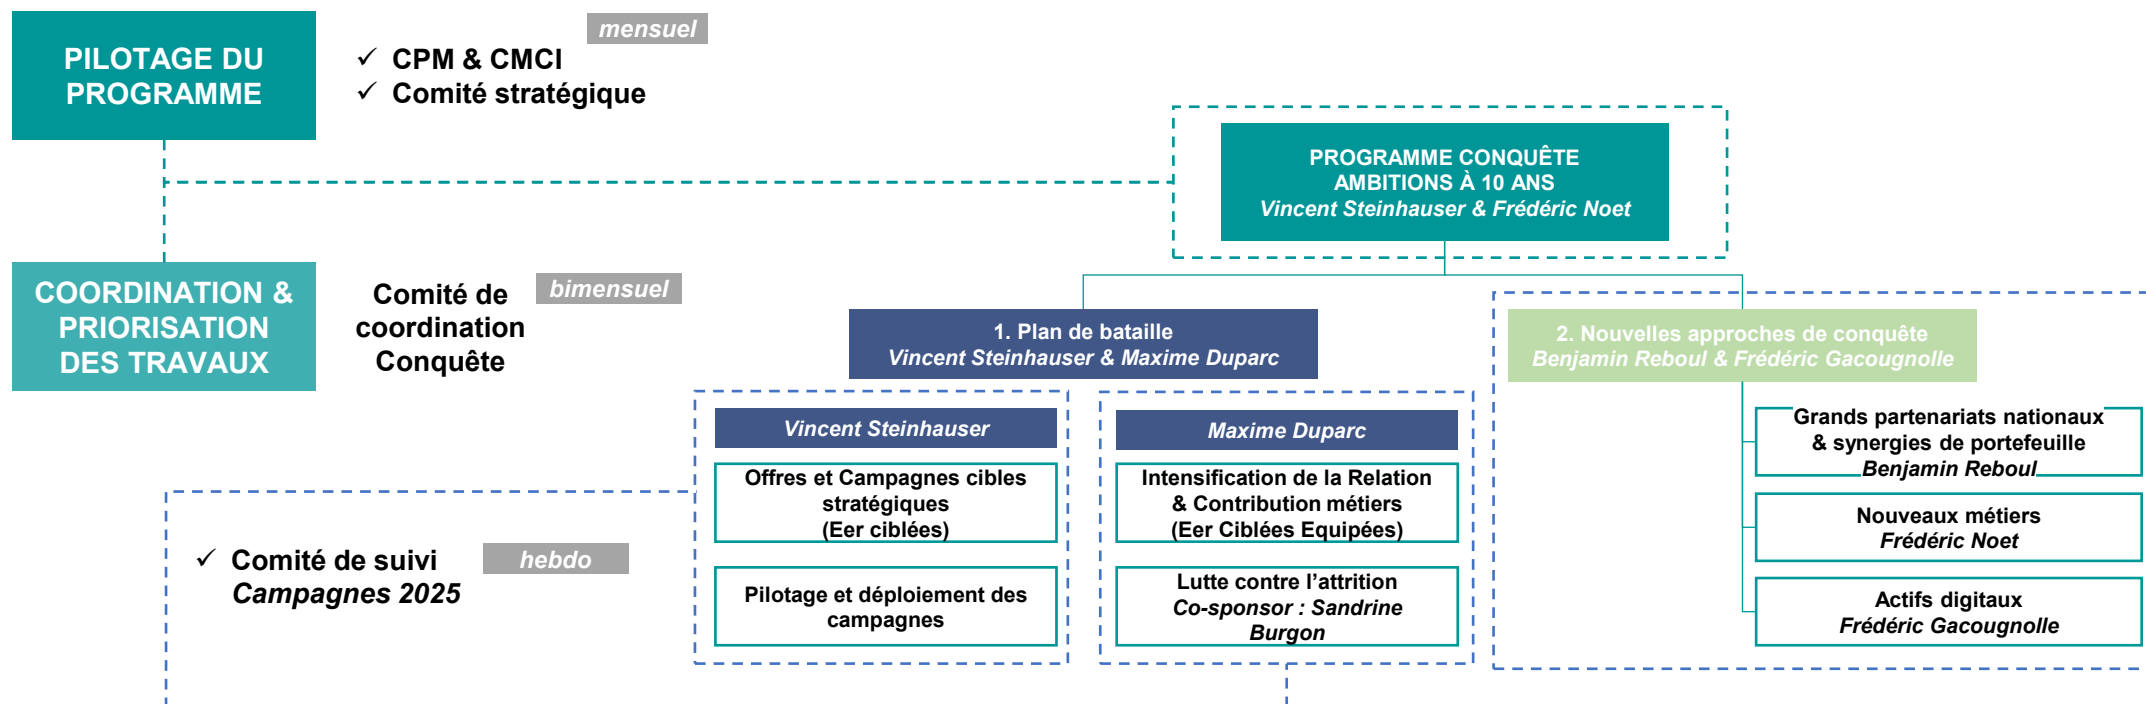 PILOTAGE DU
PROGRAMME
mensuel
✓ CPM & CMCI
✓ Comité stratégique
PROGRAMME CONQUÊTE
AMBITIONS À 10 ANS
Vincent Steinhauser & Frédéric Noet
COORDINATION &
PRIORISATION
DES TRAVAUX
Comité de
coordination
Conquête
bimensuel
1. Plan de bataille
Vincent Steinhauser & Maxime Duparc
2. Nouvelles approches de conquête
Benjamin Reboul & Frédéric Gacougnolle
Vincent Steinhauser
Offres et Campagnes cibles
stratégiques
(Eer ciblées)
Pilotage et déploiement des
campagnes
Maxime Duparc
Intensification de la Relation
& Contribution métiers
(Eer Ciblées Equipées)
Lutte contre l’attrition
Co-sponsor : Sandrine
Burgon
Grands partenariats nationaux
& synergies de portefeuille
Benjamin Reboul
Nouveaux métiers
Frédéric Noet
Actifs digitaux
Frédéric Gacougnolle
✓ Comité de suivi
Campagnes 2025
hebdo